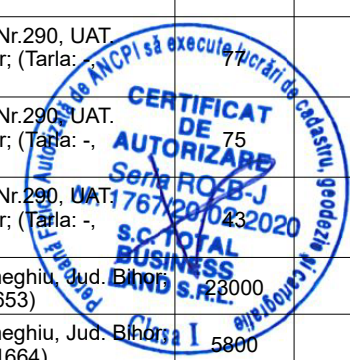 Nr.290, UAT.
r; (Tarla: -,
77
Nr.290, UAT.
r; (Tarla: -,
75
Nr.290, UAT.
r; (Tarla: -,
43
neghiu, Jud. Bihor;
653)
23000
neghiu, Jud. Bihor;
1664)
5800
Persoană Fizică Autorizată de ANCPI să execute lucrări de cadastru, geodezie și cartografie
CERTIFICAT
DE
AUTORIZARE
Seria RO-B-J
1767/20/02/2020
S.C. TOTAL
BUSINESS
LAND S.R.L.
Clasa I